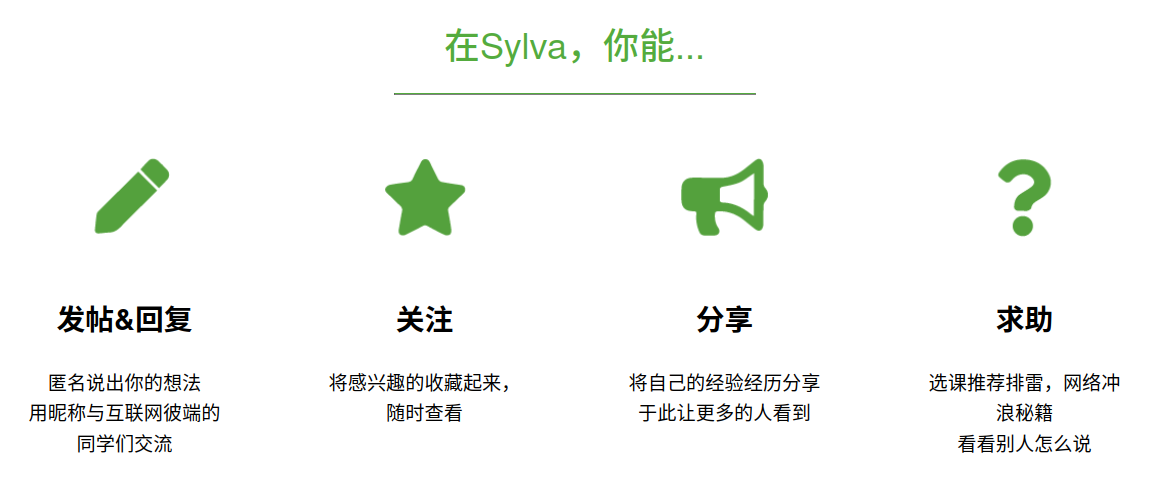 在Sylva，你能...
发帖&回复
匿名说出你的想法
用昵称与互联网彼端的
同学们交流
关注
将感兴趣的收藏起来，
随时查看
分享
将自己的经验经历分享
于此让更多的人看到
求助
选课推荐排雷，网络冲
浪秘籍
看看别人怎么说